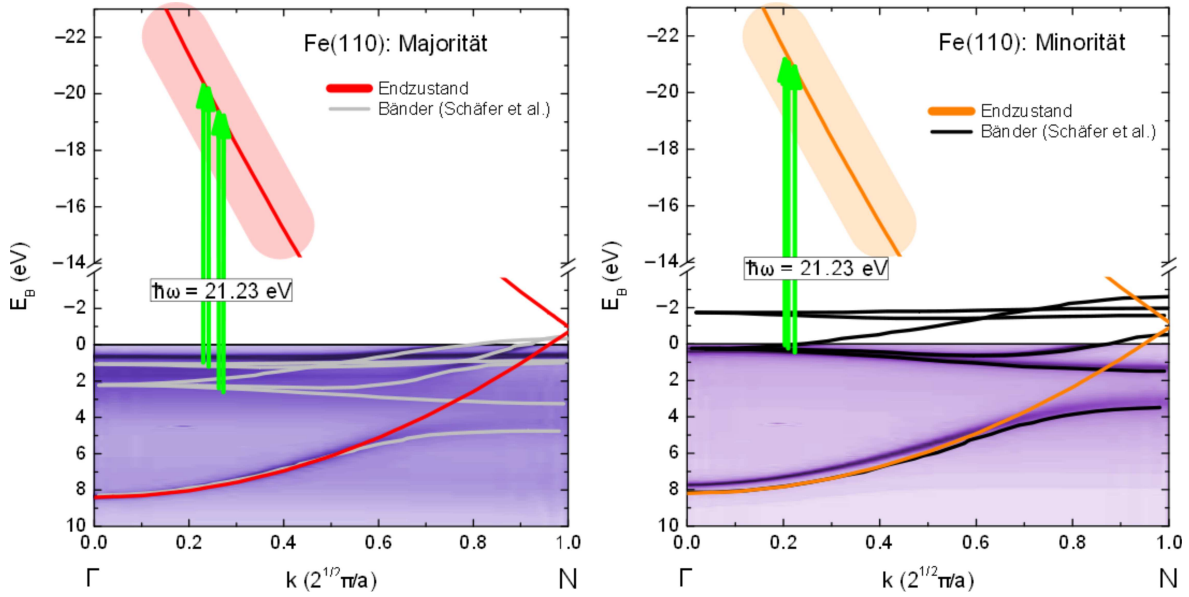 Fe(110): Majorität
Endzustand
Bänder (Schäfer et al.)
ħω = 21.23 eV
E_B (eV)
−22
−20
−18
−16
−14
−2
0
2
4
6
8
10
0.0 0.2 0.4 0.6 0.8 1.0
Γ k (2^1/2π/a) N
Fe(110): Minorität
Endzustand
Bänder (Schäfer et al.)
ħω = 21.23 eV
E_B (eV)
−22
−20
−18
−16
−14
−2
0
2
4
6
8
10
0.0 0.2 0.4 0.6 0.8 1.0
Γ k (2^1/2π/a) N